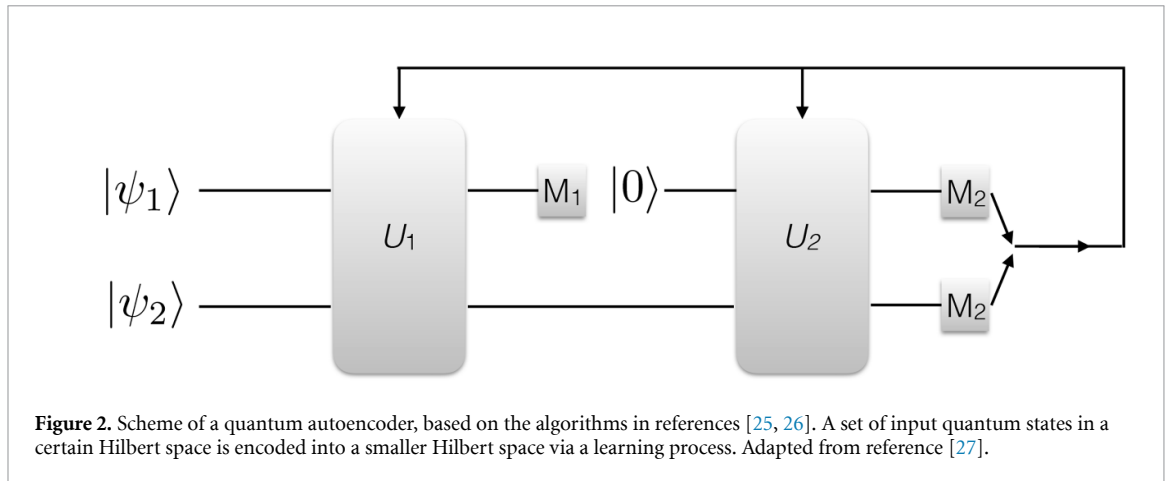 |ψ₁⟩ U₁ M₁ |0⟩ U₂ M₂
|ψ₂⟩ M₂
Figure 2. Scheme of a quantum autoencoder, based on the algorithms in references [25, 26]. A set of input quantum states in a
certain Hilbert space is encoded into a smaller Hilbert space via a learning process. Adapted from reference [27].